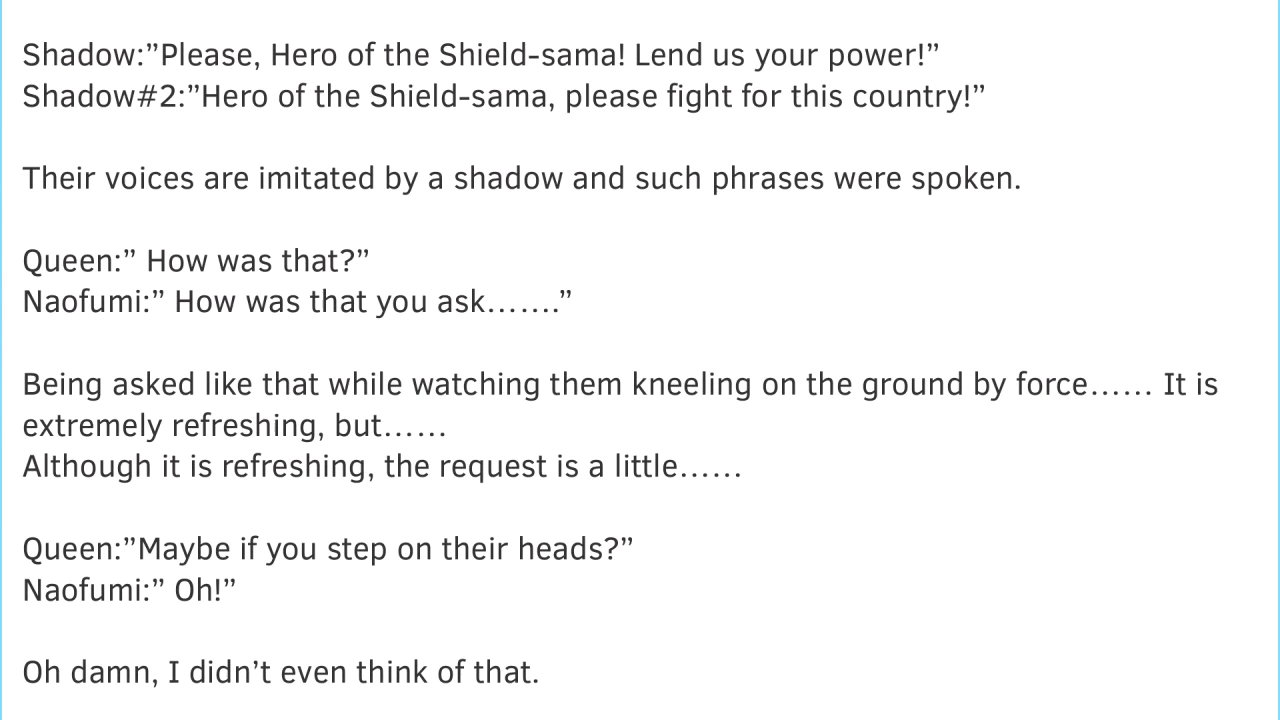 Shadow:”Please, Hero of the Shield-sama! Lend us your power!”
Shadow#2:”Hero of the Shield-sama, please fight for this country!”
Their voices are imitated by a shadow and such phrases were spoken.
Queen:” How was that?”
Naofumi:” How was that you ask…….”
Being asked like that while watching them kneeling on the ground by force…… It is
extremely refreshing, but……
Although it is refreshing, the request is a little……
Queen:”Maybe if you step on their heads?”
Naofumi:” Oh!”
Oh damn, I didn’t even think of that.